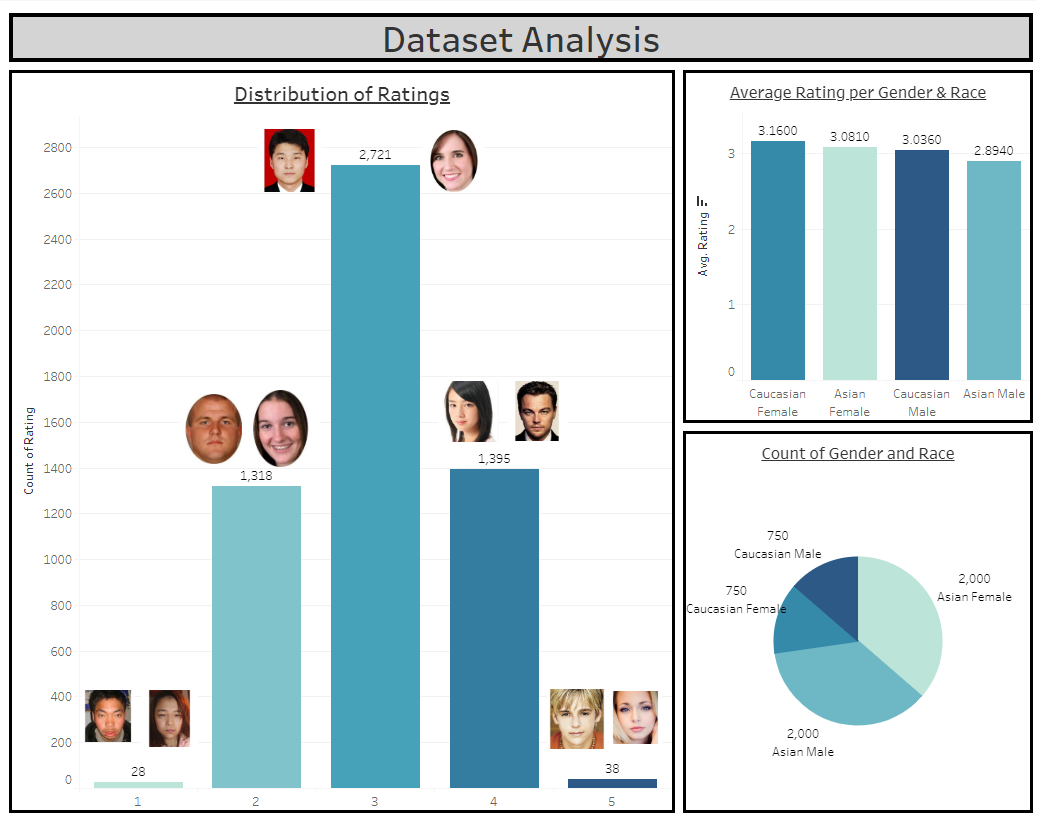 Dataset Analysis
Distribution of Ratings
Count of Rating
2800
2600
2400
2200
2000
1800
1600
1400
1200
1000
800
600
400
200
0
28
1,318
2,721
1,395
38
1
2
3
4
5
Average Rating per Gender & Race
Avg. Rating
3
2
1
0
3.1600
3.0810
3.0360
2.8940
Caucasian
Female
Asian
Female
Caucasian
Male
Asian Male
Count of Gender and Race
750
Caucasian Male
750
Caucasian Female
2,000
Asian Female
2,000
Asian Male